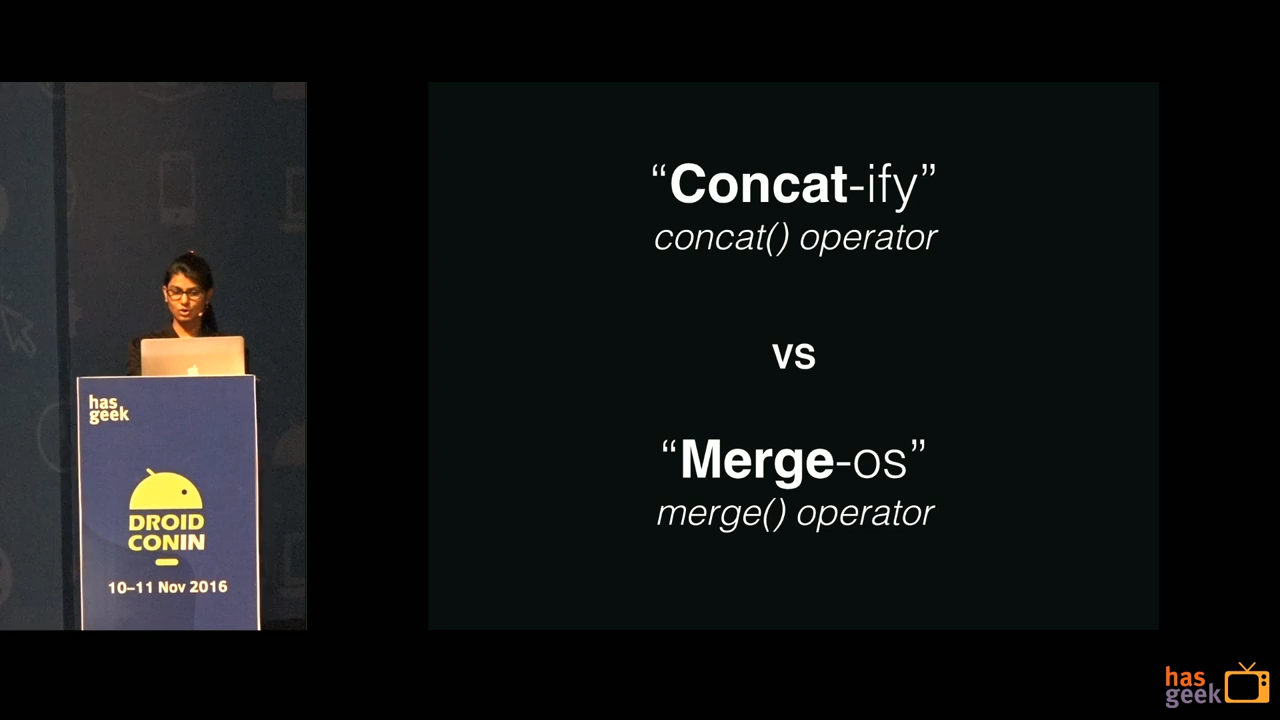 “Concat-ify”
concat() operator
vs
“Merge-os”
merge() operator
has
geek
DROID
CONIN
10–11 Nov 2016
has
geek